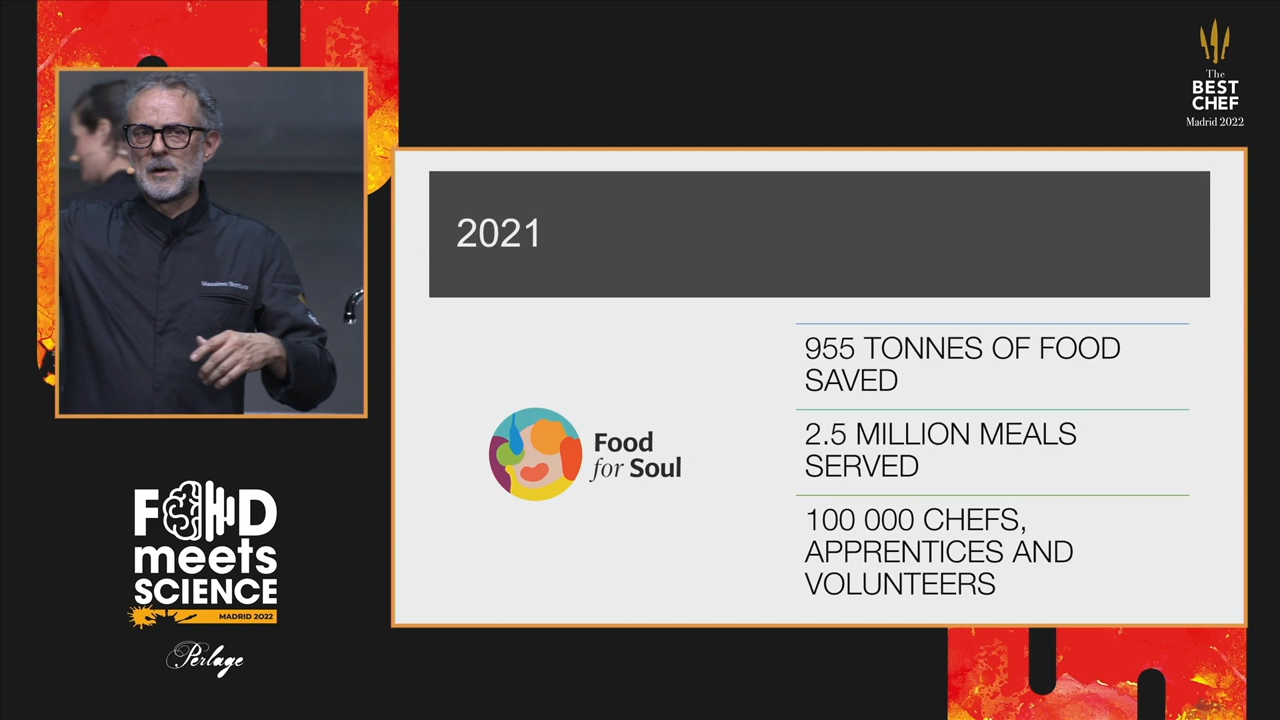 The
BEST
CHEF
Madrid 2022
2021
955 TONNES OF FOOD
SAVED
2.5 MILLION MEALS
SERVED
100 000 CHEFS,
APPRENTICES AND
VOLUNTEERS
Food
for Soul
FOOD
meets
SCIENCE
MADRID 2022
Perlage